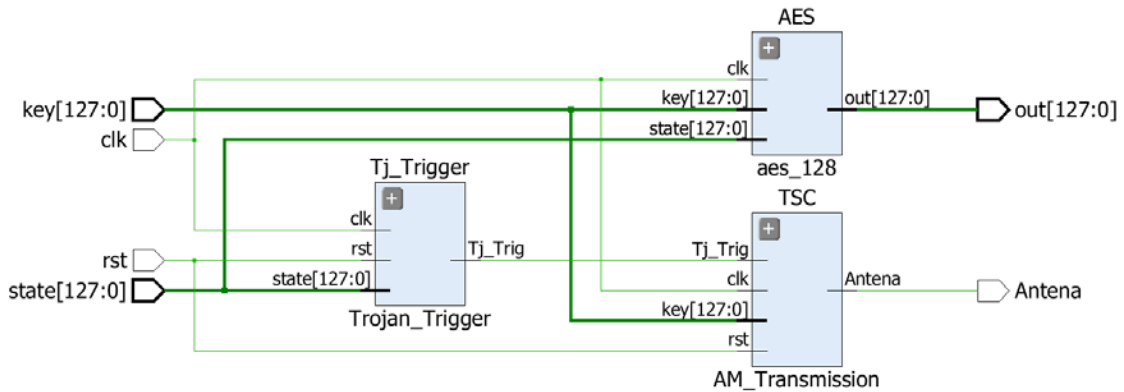 AES
clk
key[127:0]
state[127:0]
out[127:0]
aes_128
key[127:0]
clk
rst
state[127:0]
Tj_Trigger
clk
rst
state[127:0]
Tj_Trig
Trojan_Trigger
TSC
Tj_Trig
clk
key[127:0]
rst
Antena
AM_Transmission
out[127:0]
Antena